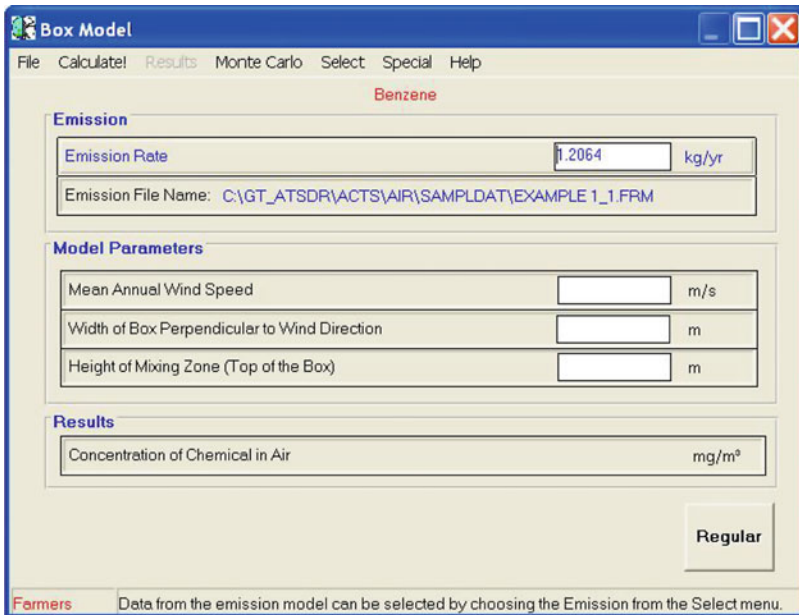 Box Model
File Calculate! Results Monte Carlo Select Special Help
Benzene
Emission
Emission Rate 1.2064 kg/yr
Emission File Name: C:\GT_ATSDR\ACTS\AIR\SAMPLDAT\EXAMPLE 1_1.FRM
Model Parameters
Mean Annual Wind Speed m/s
Width of Box Perpendicular to Wind Direction m
Height of Mixing Zone (Top of the Box) m
Results
Concentration of Chemical in Air mg/m³
Regular
Farmers Data from the emission model can be selected by choosing the Emission from the Select menu.